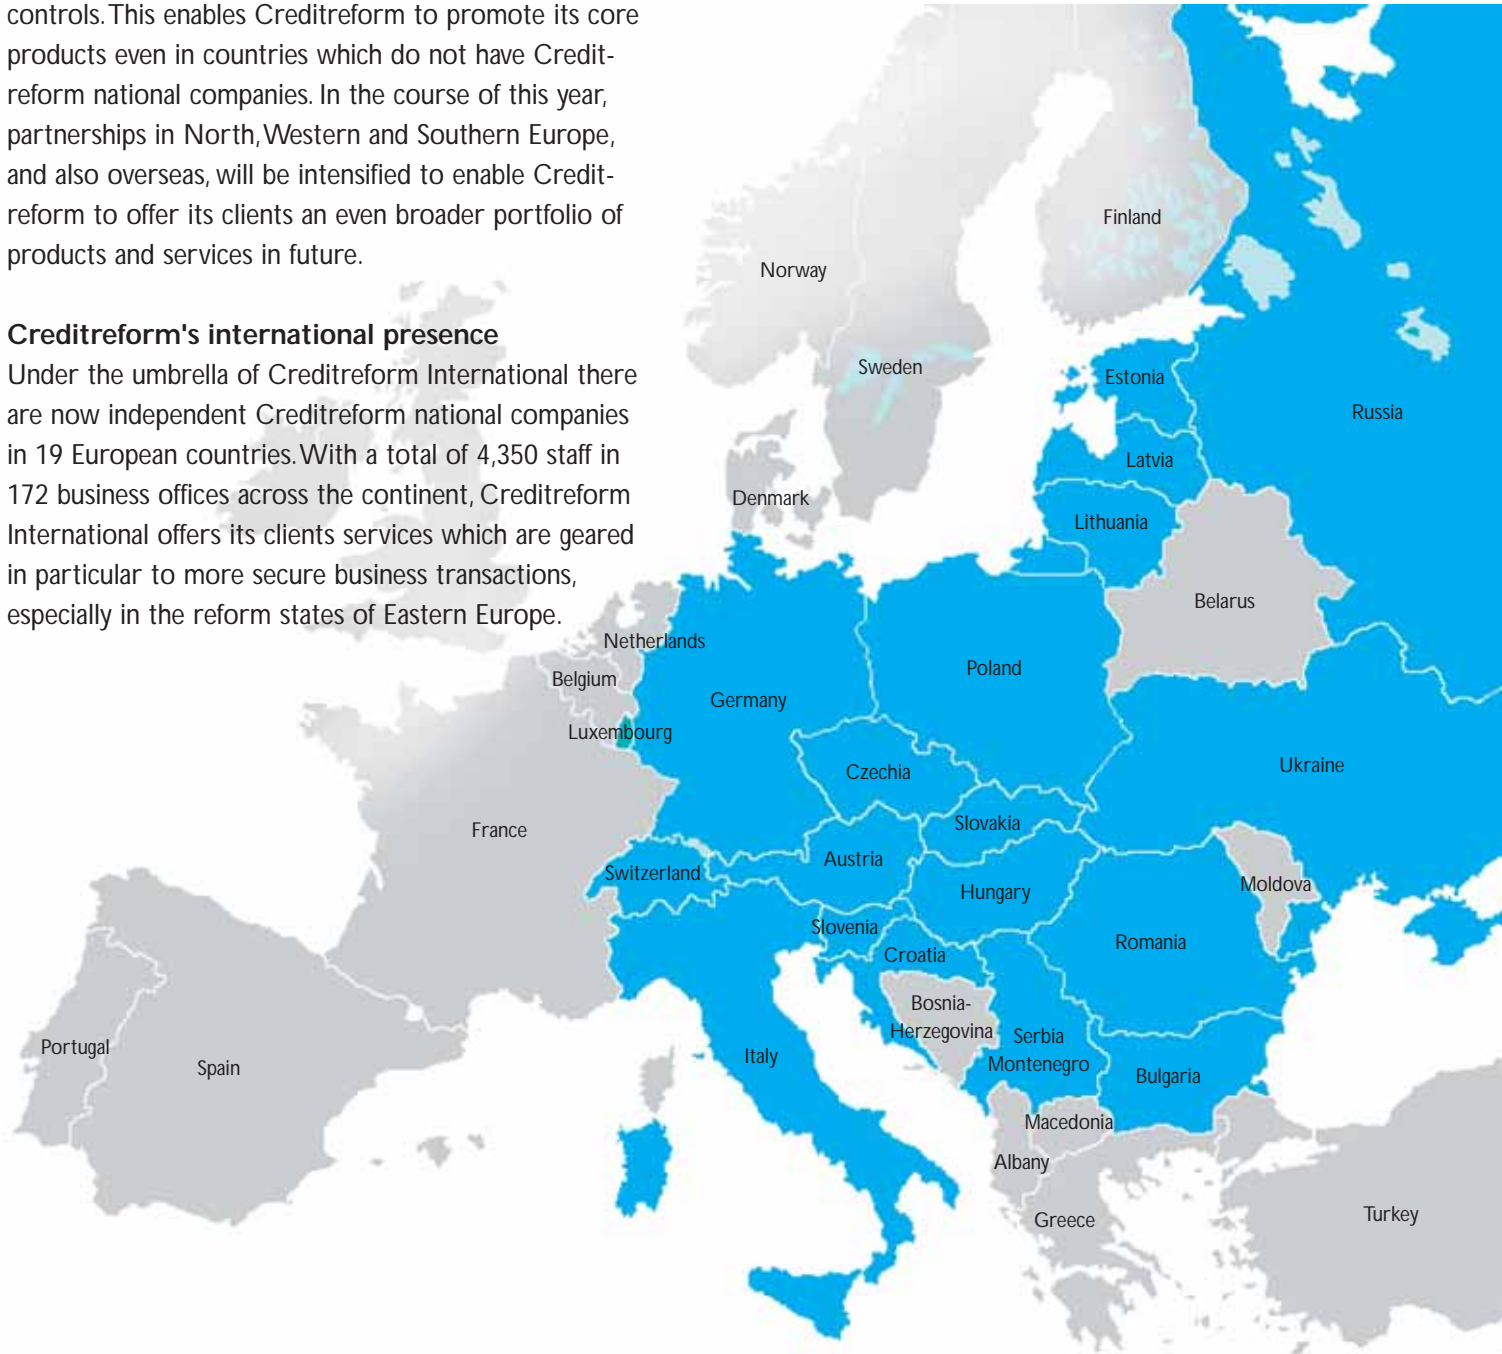 controls. This enables Creditreform to promote its core
products even in countries which do not have Credit-
reform national companies. In the course of this year,
partnerships in North, Western and Southern Europe,
and also overseas, will be intensified to enable Credit-
reform to offer its clients an even broader portfolio of
products and services in future.
Creditreform's international presence
Under the umbrella of Creditreform International there
are now independent Creditreform national companies
in 19 European countries. With a total of 4,350 staff in
172 business offices across the continent, Creditreform
International offers its clients services which are geared
in particular to more secure business transactions,
especially in the reform states of Eastern Europe.
Finland
Norway
Sweden
Estonia
Russia
Latvia
Denmark
Lithuania
Belarus
Netherlands
Belgium
Poland
Germany
Luxembourg
Ukraine
Czechia
France
Slovakia
Switzerland
Austria
Hungary
Moldova
Slovenia
Croatia
Romania
Bosnia-
Herzegovina
Serbia
Montenegro
Portugal
Spain
Italy
Bulgaria
Macedonia
Albany
Greece
Turkey